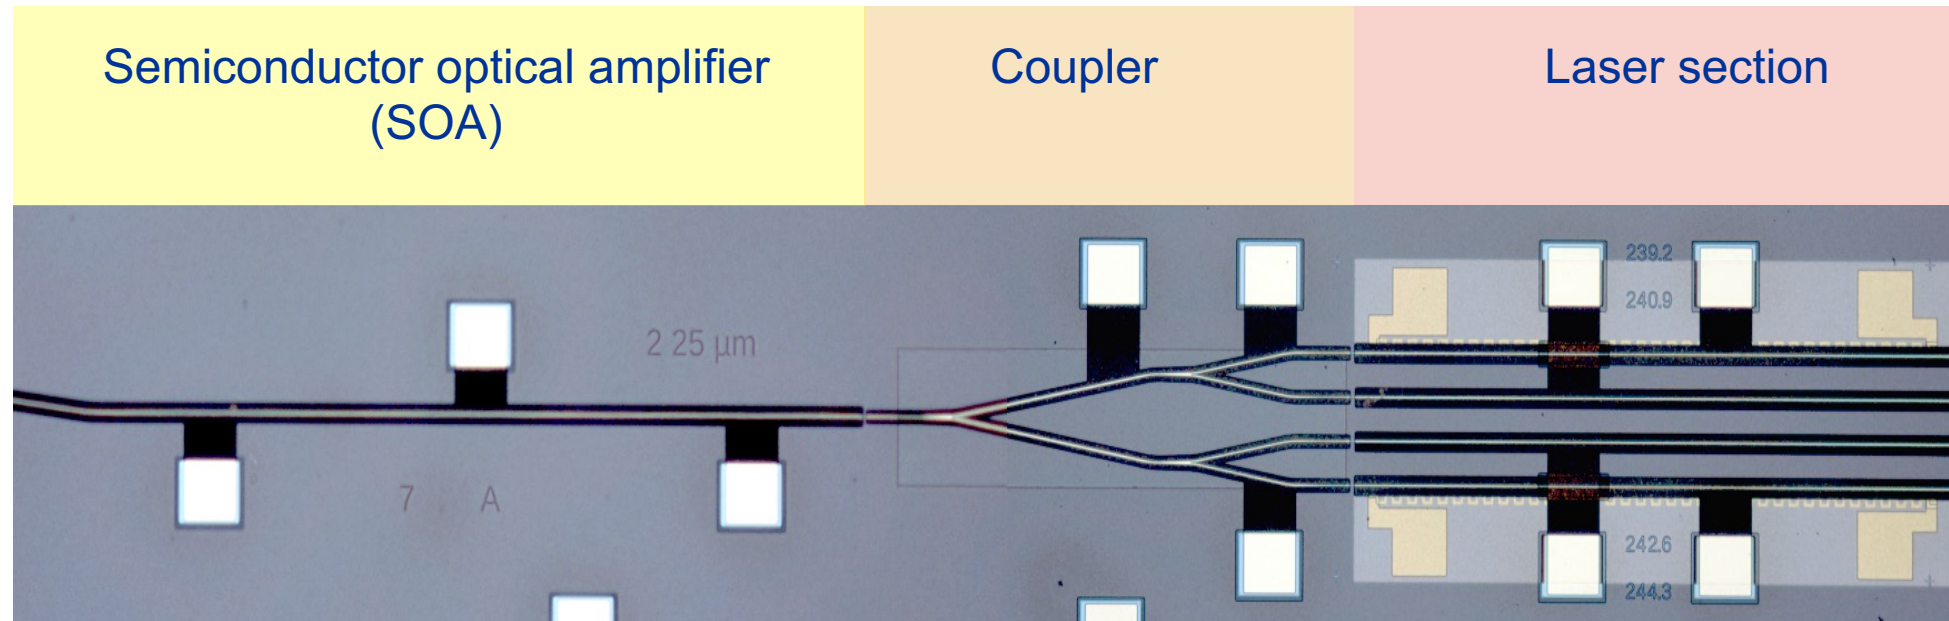 Semiconductor optical amplifier
(SOA)
Coupler
Laser section
239.2
240.9
2 25 µm
7 A
242.6
244.3